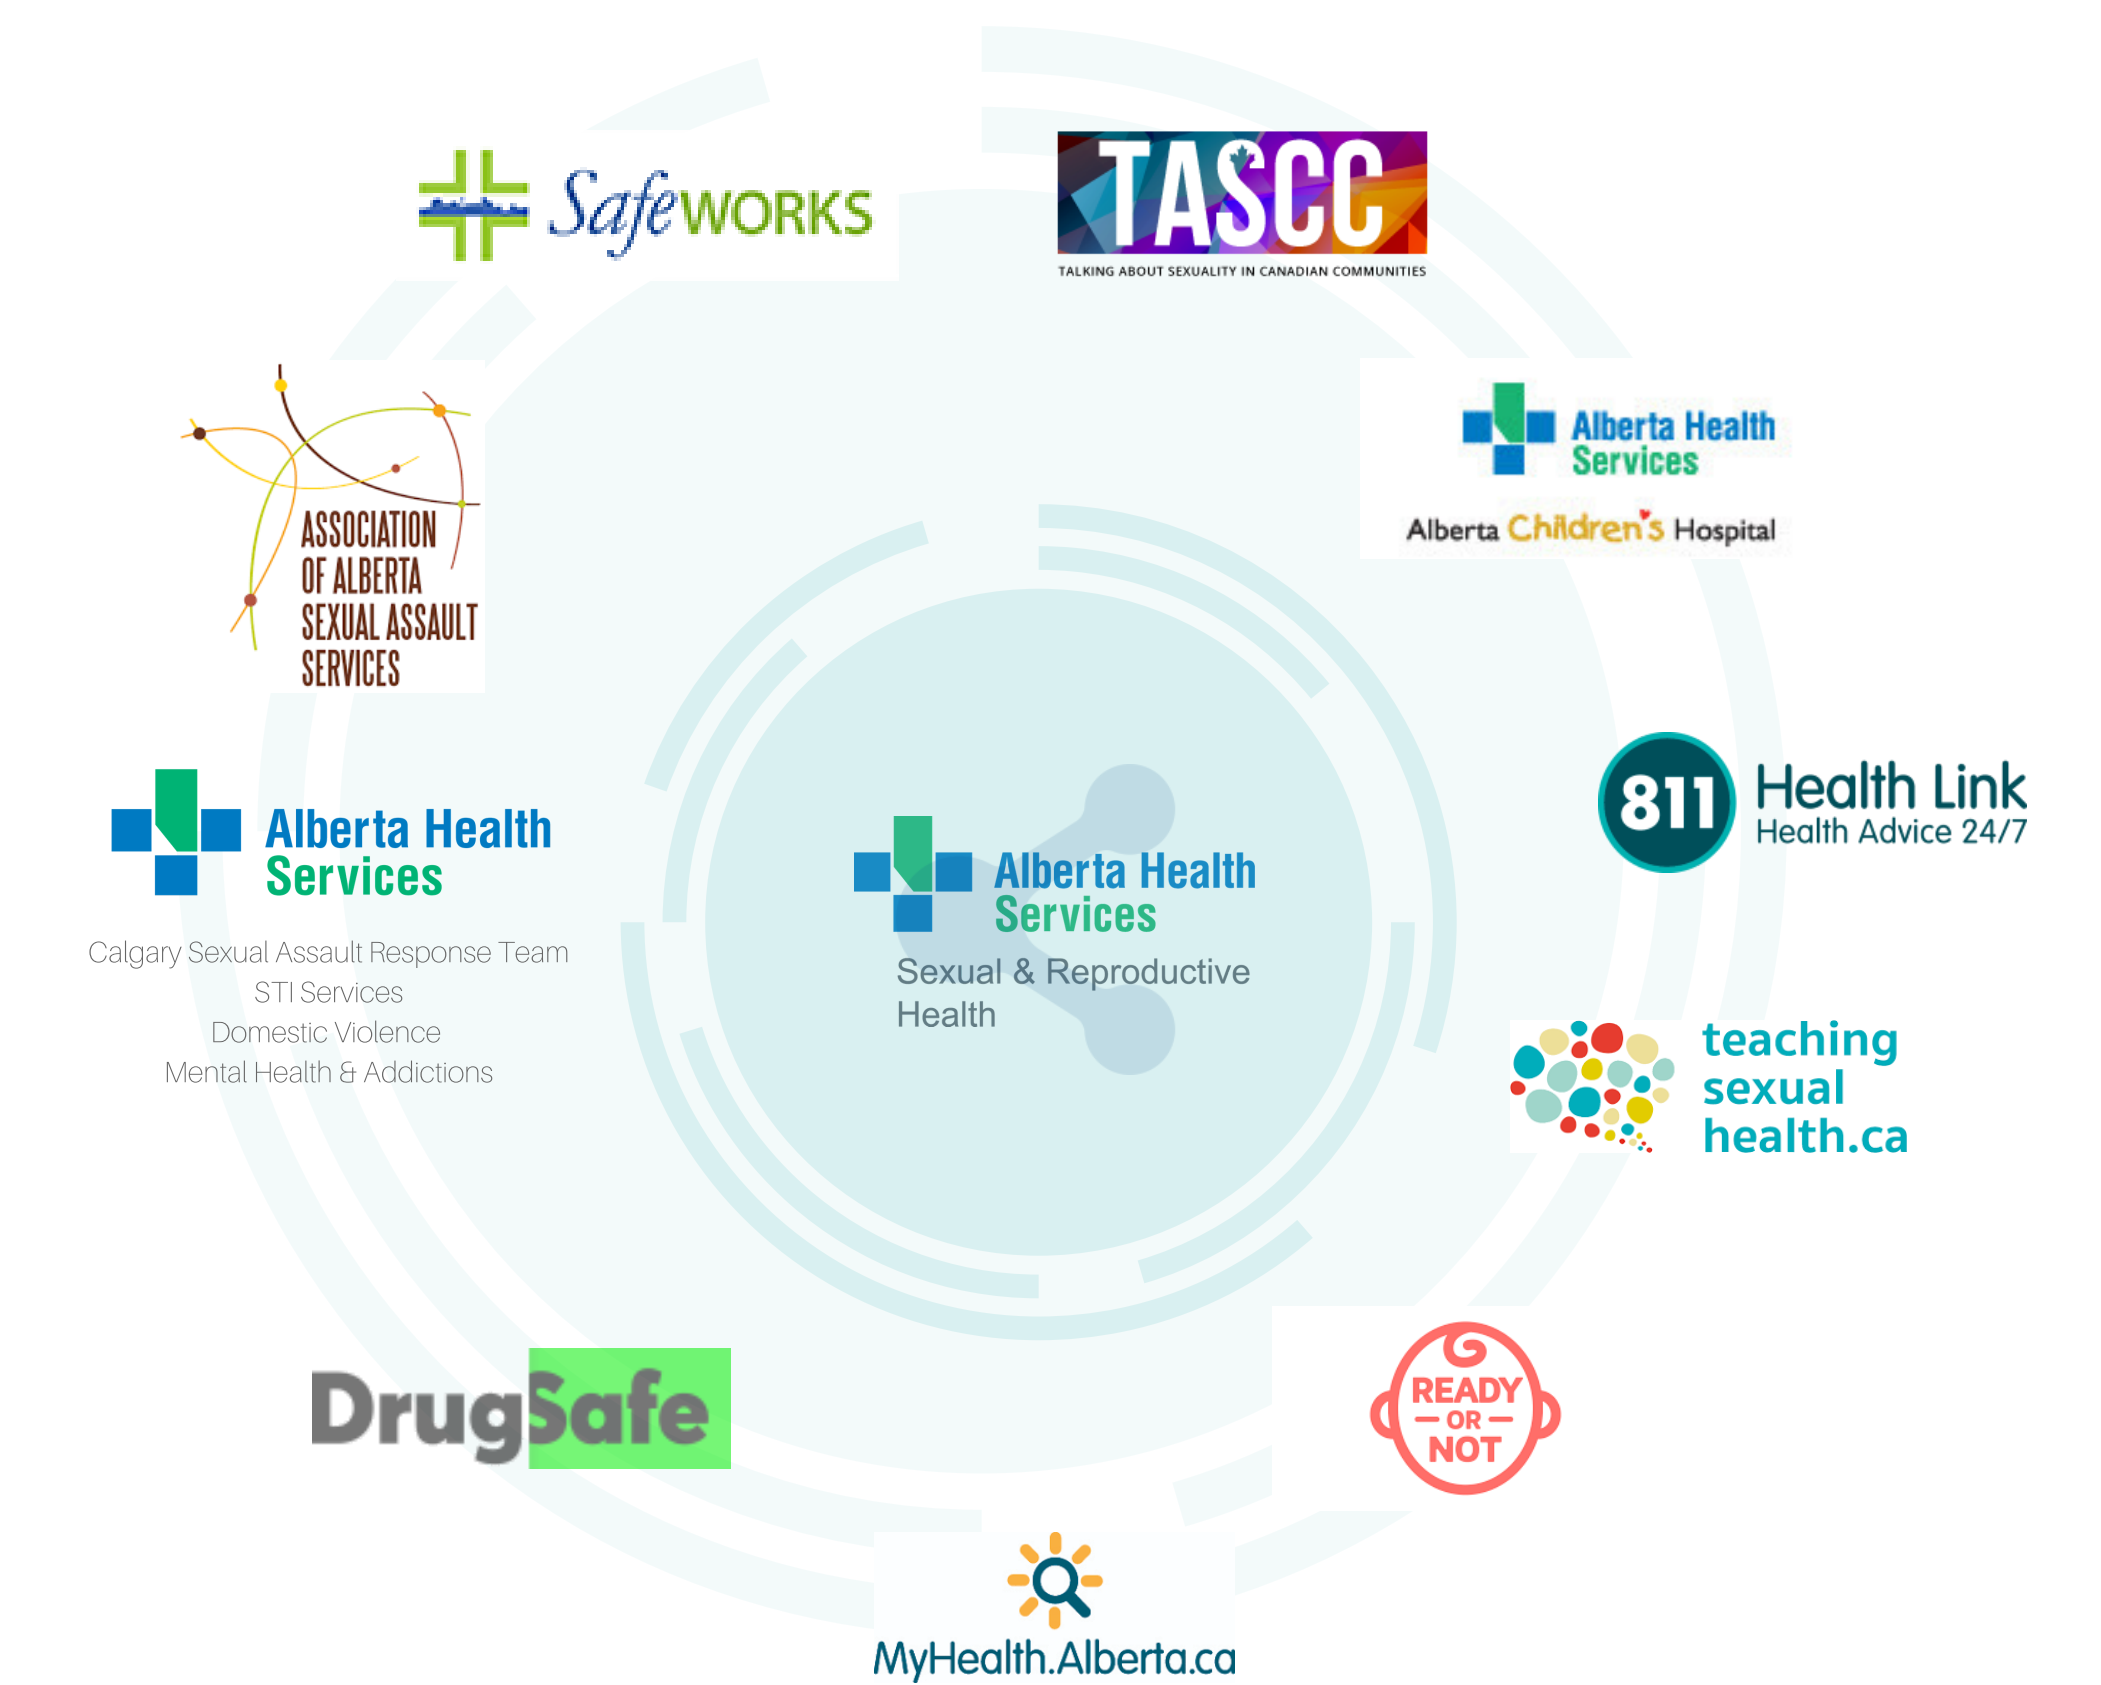 SafeWORKS
TASCC
TALKING ABOUT SEXUALITY IN CANADIAN COMMUNITIES
ASSOCIATION
OF ALBERTA
SEXUAL ASSAULT
SERVICES
Alberta Health
Services
Alberta Children's Hospital
811
Health Link
Health Advice 24/7
Alberta Health
Services
Calgary Sexual Assault Response Team
STI Services
Domestic Violence
Mental Health & Addictions
Alberta Health
Services
Sexual & Reproductive
Health
teaching
sexual
health.ca
DrugSafe
READY
OR
NOT
MyHealth.Alberta.ca